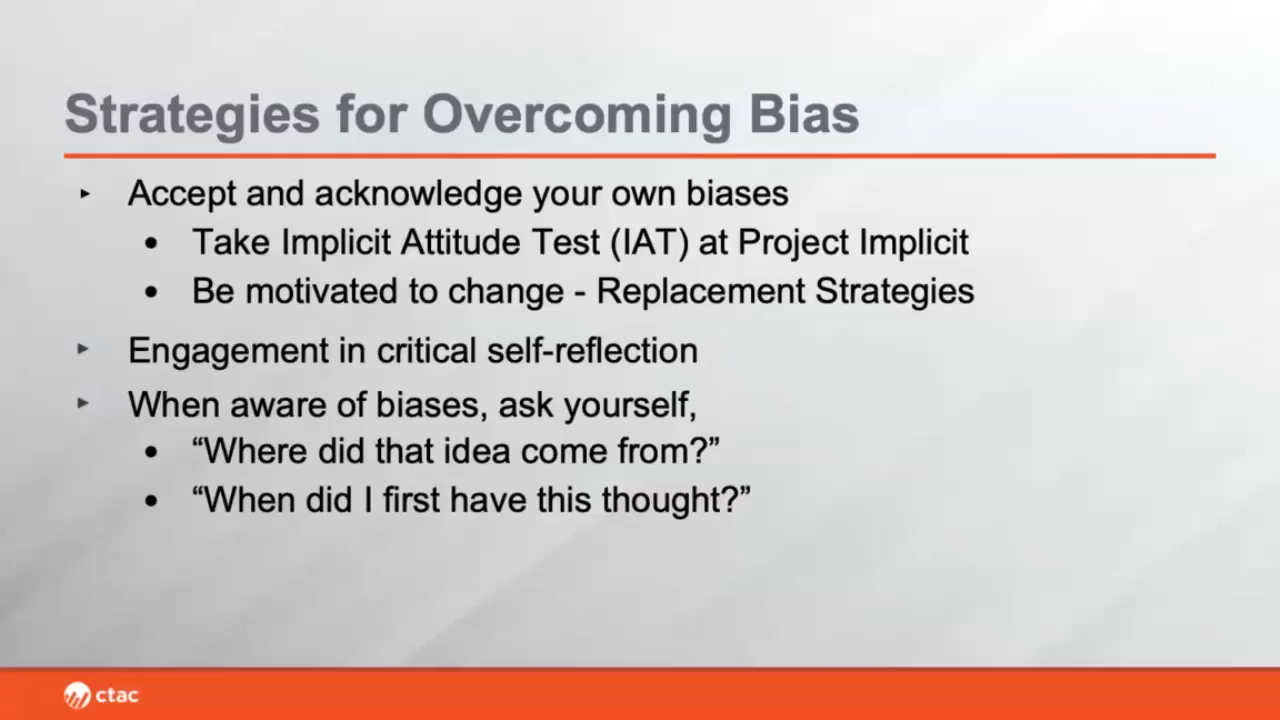 Strategies for Overcoming Bias
‣ Accept and acknowledge your own biases
• Take Implicit Attitude Test (IAT) at Project Implicit
• Be motivated to change - Replacement Strategies
‣ Engagement in critical self-reflection
‣ When aware of biases, ask yourself,
• “Where did that idea come from?”
• “When did I first have this thought?”
ctac